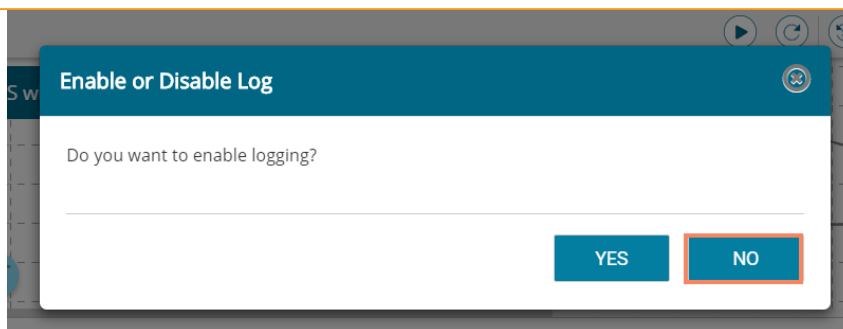 S w
Enable or Disable Log
Do you want to enable logging?
YES
NO